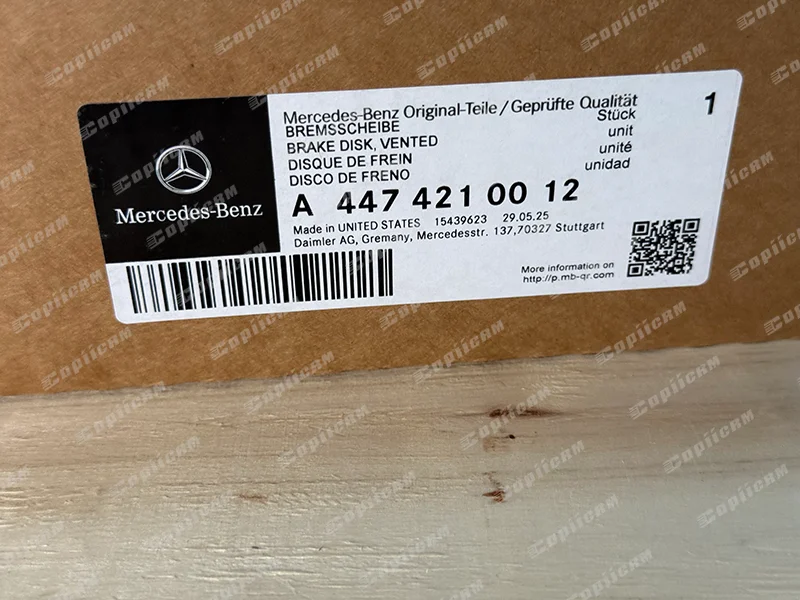 Mercedes-Benz Original-Teile / Geprüfte Qualität
1
BREMSSCHEIBE
Stück
BRAKE DISK, VENTED
unit
DISQUE DE FREIN
unité
DISCO DE FRENO
unidad
A 447 421 00 12
Made in UNITED STATES 15439623 29.05.25
Daimler AG, Gremany, Mercedesstr. 137,70327 Stuttgart
Mercedes-Benz
More information on
http://p.mb-qr.com
Copiicam